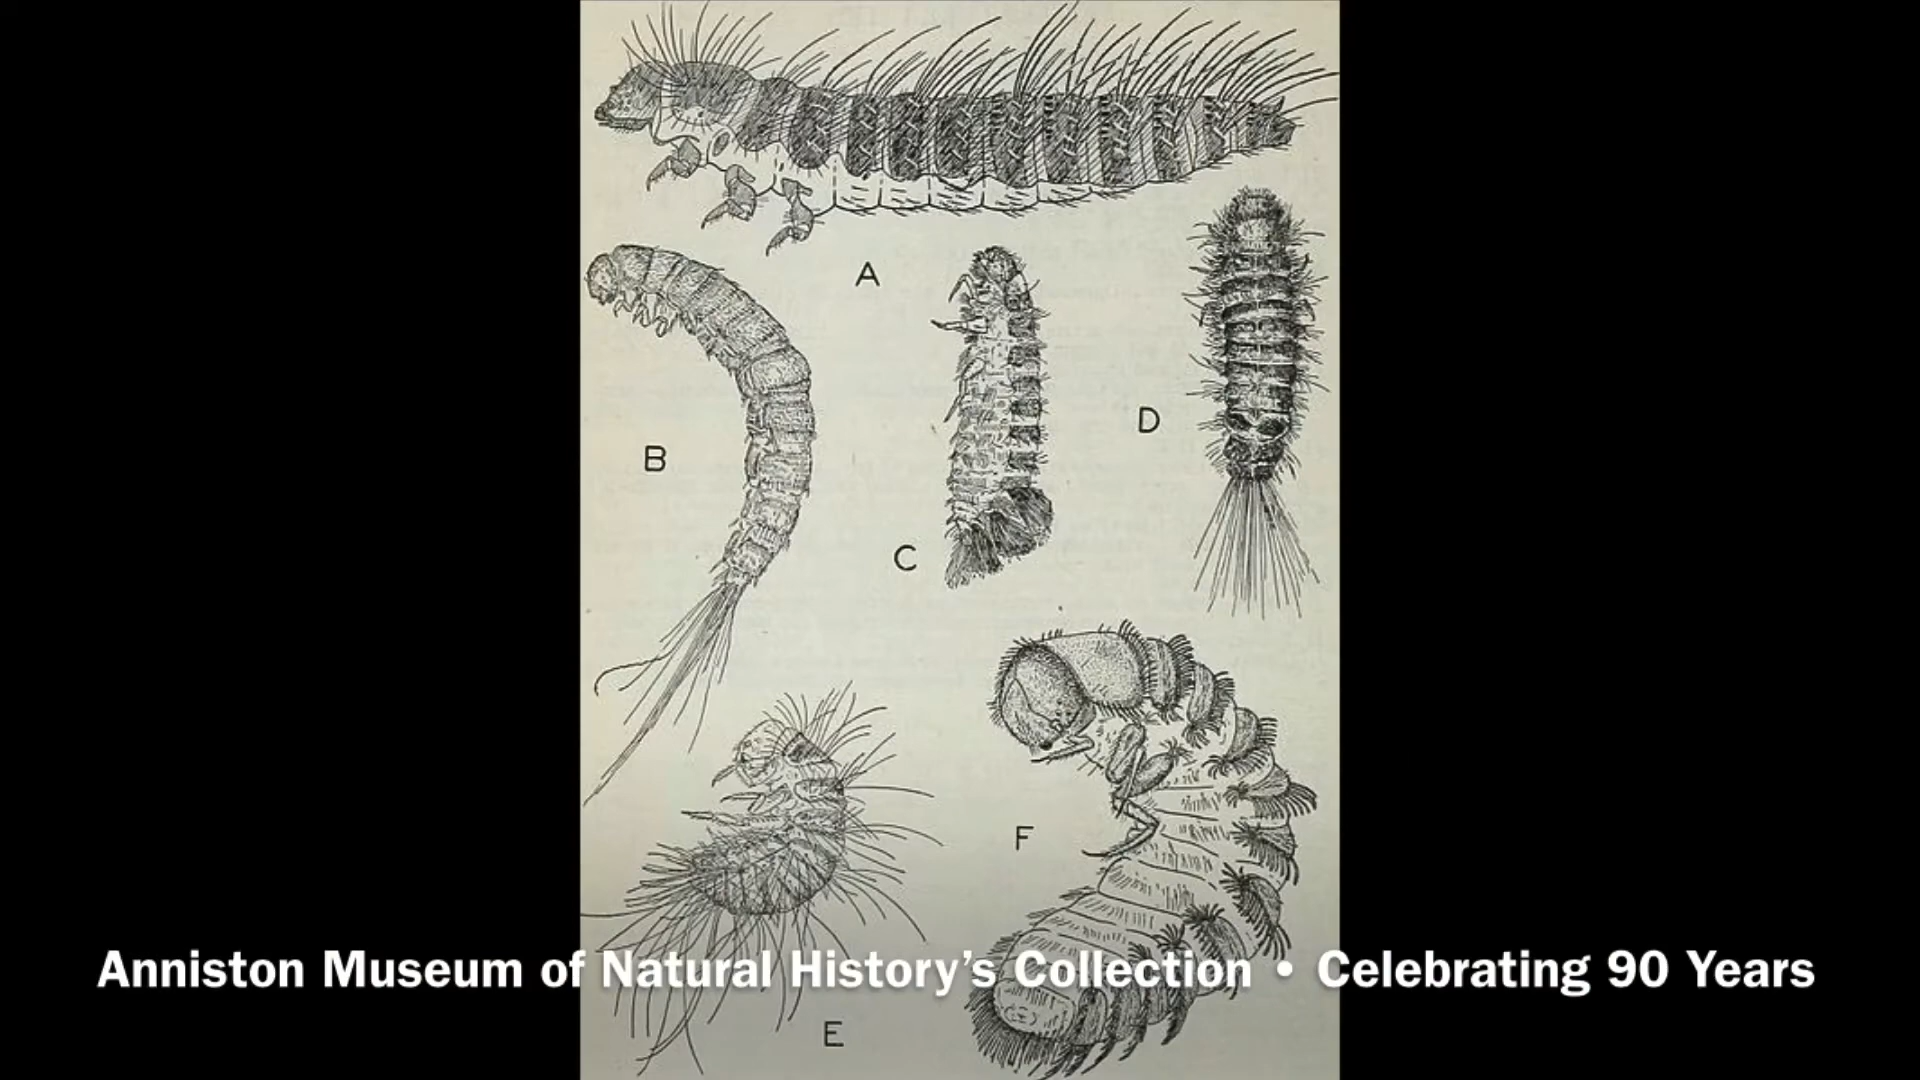 A
B
C
D
E
F
Anniston Museum of Natural History’s Collection • Celebrating 90 Years